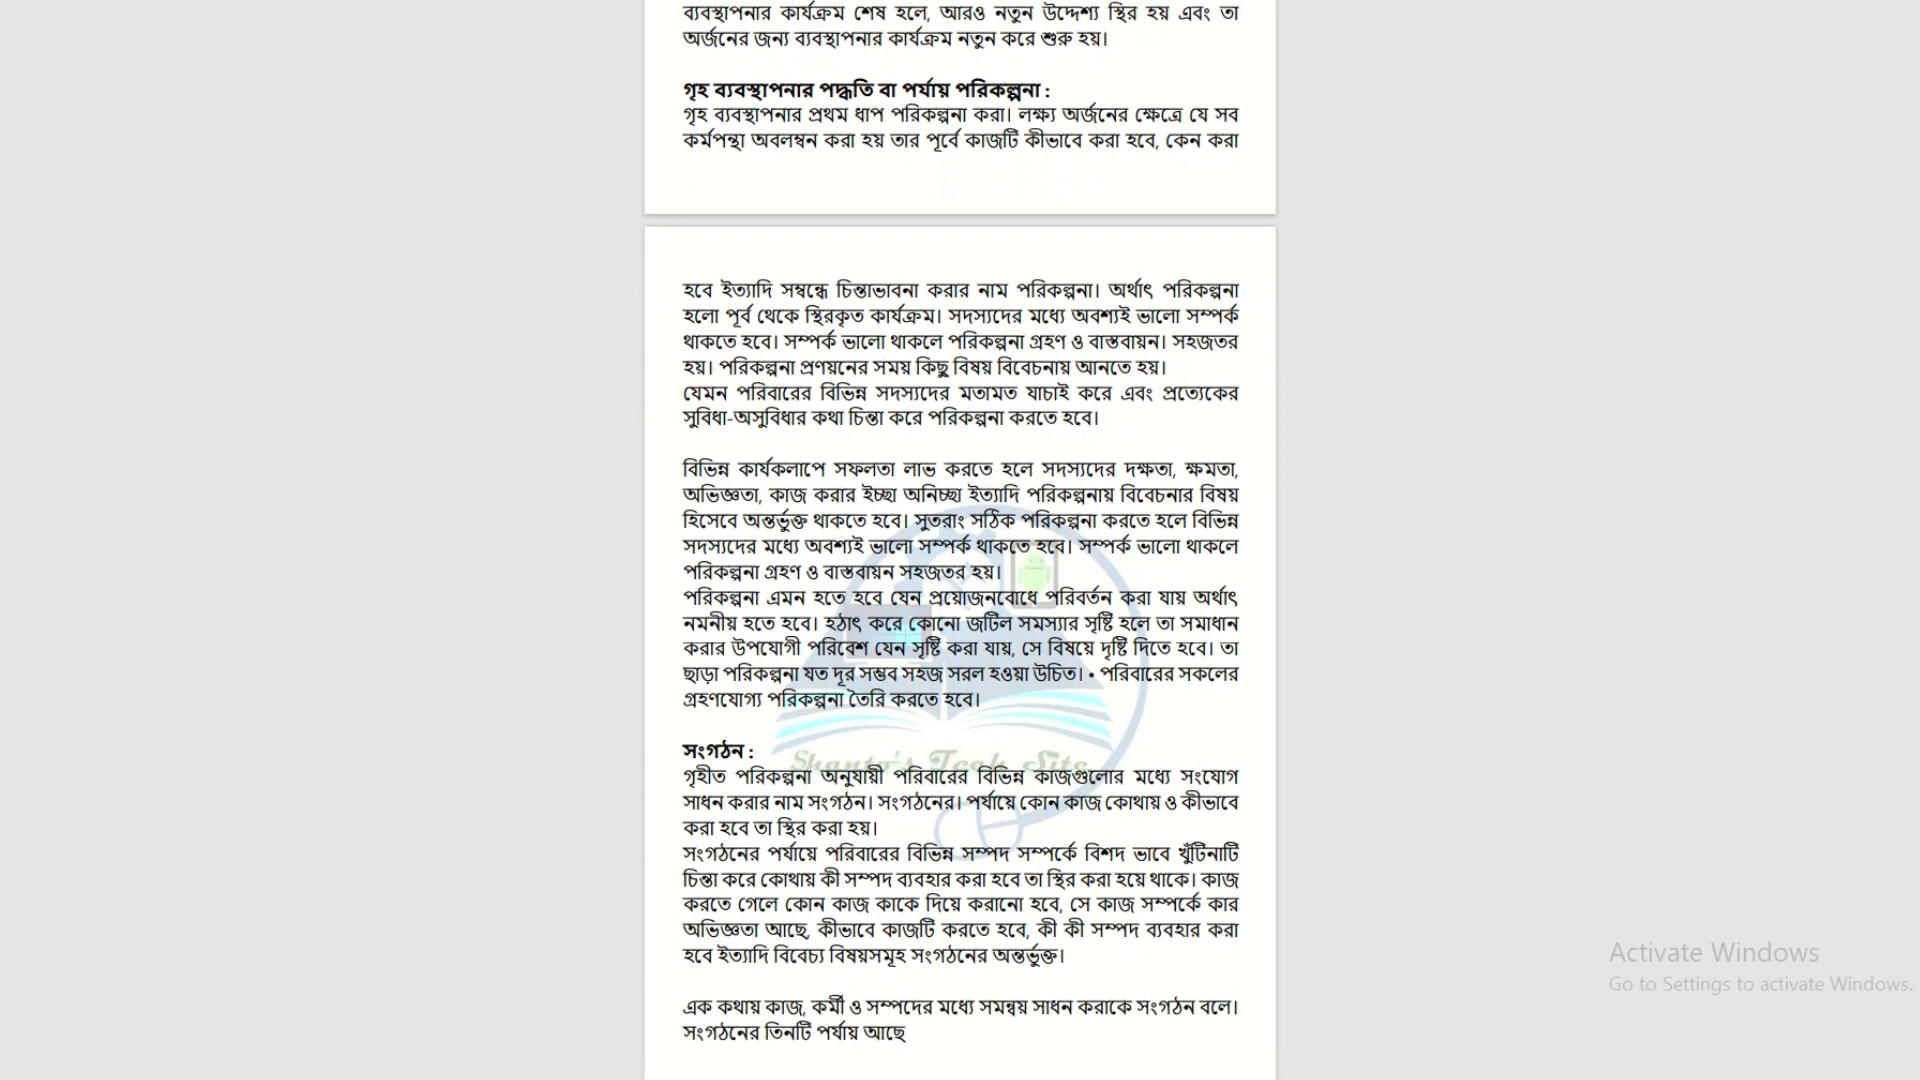 ব্যবস্থাপনার কার্যক্রম শেষ হলে, আরও নতুন উদ্দেশ্য স্থির হয় এবং তা
অর্জনের জন্য ব্যবস্থাপনার কার্যক্রম নতুন করে শুরু হয়।
গৃহ ব্যবস্থাপনার পদ্ধতি বা পর্যায় পরিকল্পনা :
গৃহ ব্যবস্থাপনার প্রথম ধাপ পরিকল্পনা করা। লক্ষ্য অর্জনের ক্ষেত্রে যে সব
কর্মপন্থা অবলম্বন করা হয় তার পূর্বে কাজটি কীভাবে করা হবে, কেন করা
হবে ইত্যাদি সম্বন্ধে চিন্তাভাবনা করার নাম পরিকল্পনা। অর্থাৎ পরিকল্পনা
হলো পূর্ব থেকে স্থিরকৃত কার্যক্রম। সদস্যদের মধ্যে অবশ্যই ভালো সম্পর্ক
থাকতে হবে। সম্পর্ক ভালো থাকলে পরিকল্পনা গ্রহণ ও বাস্তবায়ন। সহজতর
হয়। পরিকল্পনা প্রণয়নের সময় কিছু বিষয় বিবেচনায় আনতে হয়।
যেমন পরিবারের বিভিন্ন সদস্যদের মতামত যাচাই করে এবং প্রত্যেকের
সুবিধা-অসুবিধার কথা চিন্তা করে পরিকল্পনা করতে হবে।
বিভিন্ন কার্যকলাপে সফলতা লাভ করতে হলে সদস্যদের দক্ষতা, ক্ষমতা,
অভিজ্ঞতা, কাজ করার ইচ্ছা অনিচ্ছা ইত্যাদি পরিকল্পনায় বিবেচনার বিষয়
হিসেবে অন্তর্ভুক্ত থাকতে হবে। সুতরাং সঠিক পরিকল্পনা করতে হলে বিভিন্ন
সদস্যদের মধ্যে অবশ্যই ভালো সম্পর্ক থাকতে হবে। সম্পর্ক ভালো থাকলে
পরিকল্পনা গ্রহণ ও বাস্তবায়ন সহজতর হয়।
পরিকল্পনা এমন হতে হবে যেন প্রয়োজনবোধে পরিবর্তন করা যায় অর্থাৎ
নমনীয় হতে হবে। হঠাৎ করে কোনো জটিল সমস্যার সৃষ্টি হলে তা সমাধান
করার উপযোগী পরিবেশ যেন সৃষ্টি করা যায়, সে বিষয়ে দৃষ্টি দিতে হবে। তা
ছাড়া পরিকল্পনা যত দূর সম্ভব সহজ সরল হওয়া উচিত। • পরিবারের সকলের
গ্রহণযোগ্য পরিকল্পনা তৈরি করতে হবে।
সংগঠন :
Shanto's Tech Site
গৃহীত পরিকল্পনা অনুযায়ী পরিবারের বিভিন্ন কাজগুলোর মধ্যে সংযোগ
সাধন করার নাম সংগঠন। সংগঠনের। পর্যায়ে কোন কাজ কোথায় ও কীভাবে
করা হবে তা স্থির করা হয়।
সংগঠনের পর্যায়ে পরিবারের বিভিন্ন সম্পদ সম্পর্কে বিশদ ভাবে খুঁটিনাটি
চিন্তা করে কোথায় কী সম্পদ ব্যবহার করা হবে তা স্থির করা হয়ে থাকে। কাজ
করতে গেলে কোন কাজ কাকে দিয়ে করানো হবে, সে কাজ সম্পর্কে কার
অভিজ্ঞতা আছে, কীভাবে কাজটি করতে হবে, কী কী সম্পদ ব্যবহার করা
হবে ইত্যাদি বিবেচ্য বিষয়সমূহ সংগঠনের অন্তর্ভুক্ত।
এক কথায় কাজ, কর্মী ও সম্পদের মধ্যে সমন্বয় সাধন করাকে সংগঠন বলে।
সংগঠনের তিনটি পর্যায় আছে
Activate Windows
Go to Settings to activate Windows.